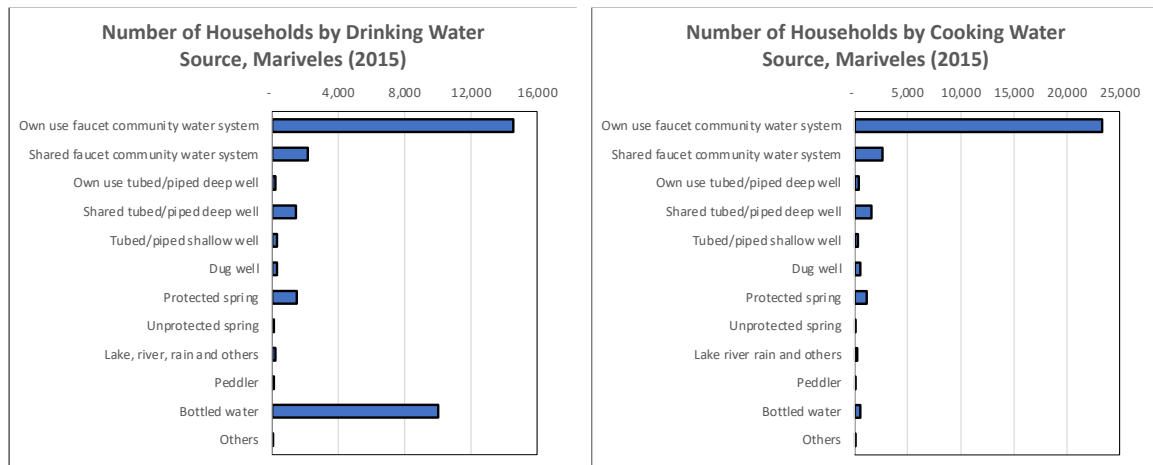 Number of Households by Drinking Water
Source, Mariveles (2015)
- 4,000 8,000 12,000 16,000
Own use faucet community water system
Shared faucet community water system
Own use tubed/piped deep well
Shared tubed/piped deep well
Tubed/piped shallow well
Dug well
Protected spring
Unprotected spring
Lake, river, rain and others
Peddler
Bottled water
Others
Number of Households by Cooking Water
Source, Mariveles (2015)
- 5,000 10,000 15,000 20,000 25,000
Own use faucet community water system
Shared faucet community water system
Own use tubed/piped deep well
Shared tubed/piped deep well
Tubed/piped shallow well
Dug well
Protected spring
Unprotected spring
Lake river rain and others
Peddler
Bottled water
Others